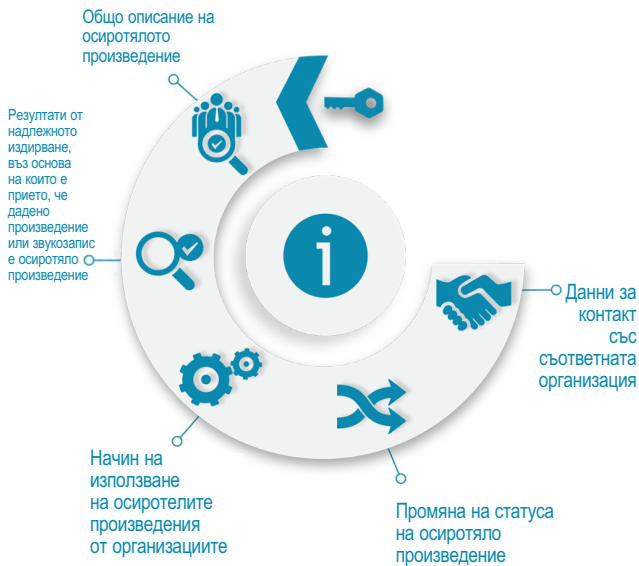 Общо описание на
осиротялото
произведение
Резултати от
надлежното
издирване,
въз основа
на които е
прието, че
дадено
произведение
или звукозапис
е осиротяло
произведение
Начин на
използване
на осиротелите
произведения
от организациите
Промяна на статуса
на осиротяло
произведение
Данни за
контакт
със
съответната
организация
i